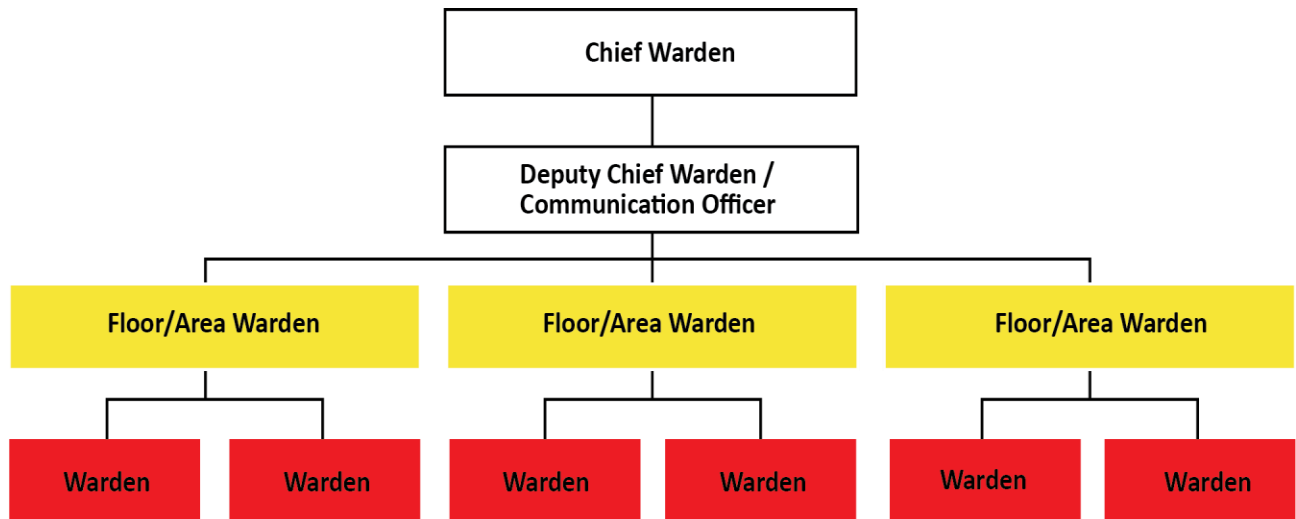 Chief Warden
Deputy Chief Warden /
Communication Officer
Floor/Area Warden
Floor/Area Warden
Floor/Area Warden
Warden
Warden
Warden
Warden
Warden
Warden